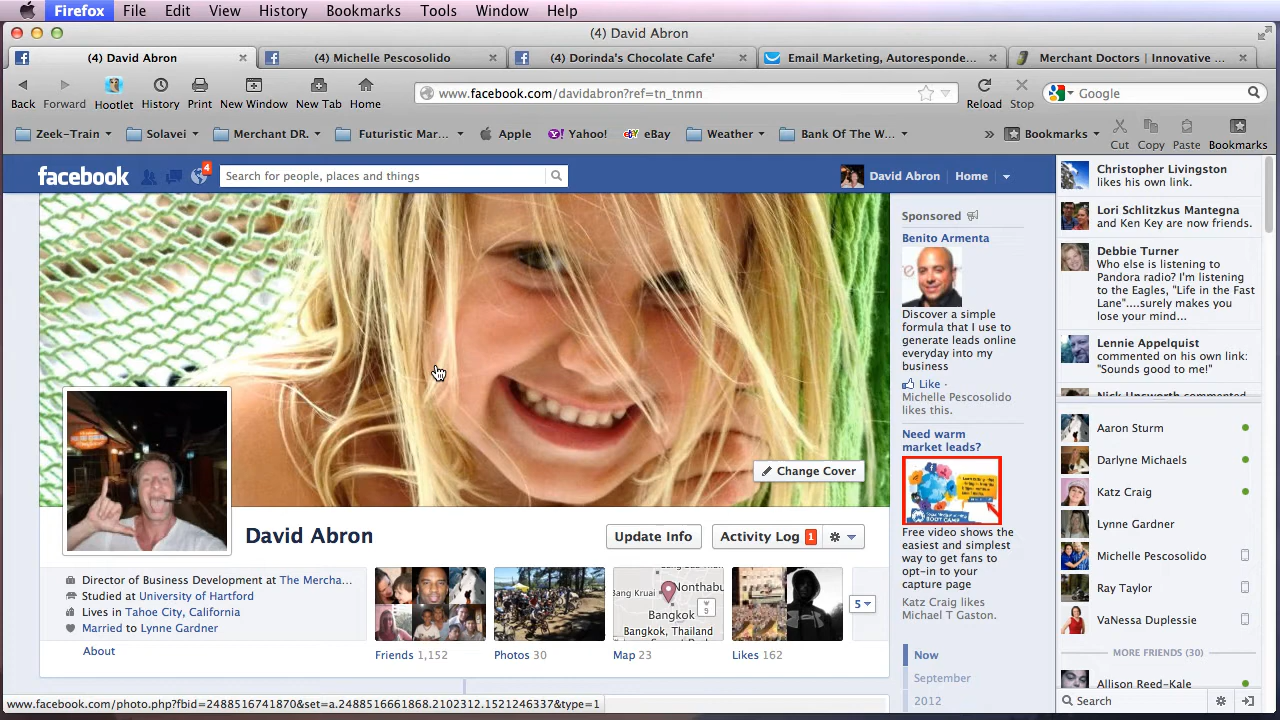 Firefox File Edit View History Bookmarks Tools Window Help
(4) David Abron
(4) David Abron
(4) Michelle Pescosolido
(4) Dorinda's Chocolate Cafe'
Email Marketing, Autoresponde...
Merchant Doctors | Innovative ...
Back Forward Hootlet History Print New Window New Tab Home
www.facebook.com/davidabron?ref=tn_tnmn
Reload Stop
Google
Zeek-Train Solavei Merchant DR. Futuristic Mar... Apple Yahoo! eBay Weather Bank Of The W... » Bookmarks
Cut Copy Paste Bookmarks
facebook
4
Search for people, places and things
David Abron Home
Change Cover
David Abron
Update Info
Activity Log 1
Director of Business Development at The Mercha...
Studied at University of Hartford
Lives in Tahoe City, California
Married to Lynne Gardner
About
Nonthabu
Bang Kruai
9
Bangkok
Bangkok, Thailand
5
Friends 1,152
Photos 30
Map 23
Likes 162
Sponsored
Benito Armenta
Discover a simple
formula that I use to
generate leads online
everyday into my
business
Like ·
Michelle Pescosolido
likes this.
Need warm
market leads?
BOOT CAMP
Free video shows the
easiest and simplest
way to get fans to
opt-in to your
capture page
Katz Craig likes
Michael T Gaston.
Now
September
2012
Christopher Livingston
likes his own link.
Lori Schlitzkus Mantegna
and Ken Key are now friends.
Debbie Turner
Who else is listening to
Pandora radio? I'm listening
to the Eagles, "Life in the Fast
Lane"....surely makes you
lose your mind...
Lennie Appelquist
commented on his own link:
"Sounds good to me!"
Nick Unsworth commented
Aaron Sturm
Darlyne Michaels
Katz Craig
Lynne Gardner
Michelle Pescosolido
Ray Taylor
VaNessa Duplessie
MORE FRIENDS (30)
Allison Reed-Kale
Search
www.facebook.com/photo.php?fbid=2488516741870&set=a.2488516661868.2102312.1521246337&type=1